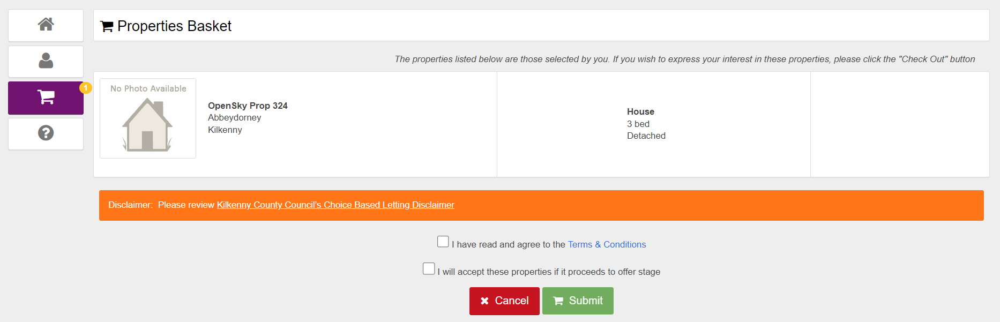 Properties Basket
The properties listed below are those selected by you. If you wish to express your interest in these properties, please click the "Check Out" button
1
No Photo Available
OpenSky Prop 324
Abbeydorney
Kilkenny
House
3 bed
Detached
Disclaimer: Please review Kilkenny County Council's Choice Based Letting Disclaimer
I have read and agree to the Terms & Conditions
I will accept these properties if it proceeds to offer stage
Cancel
Submit